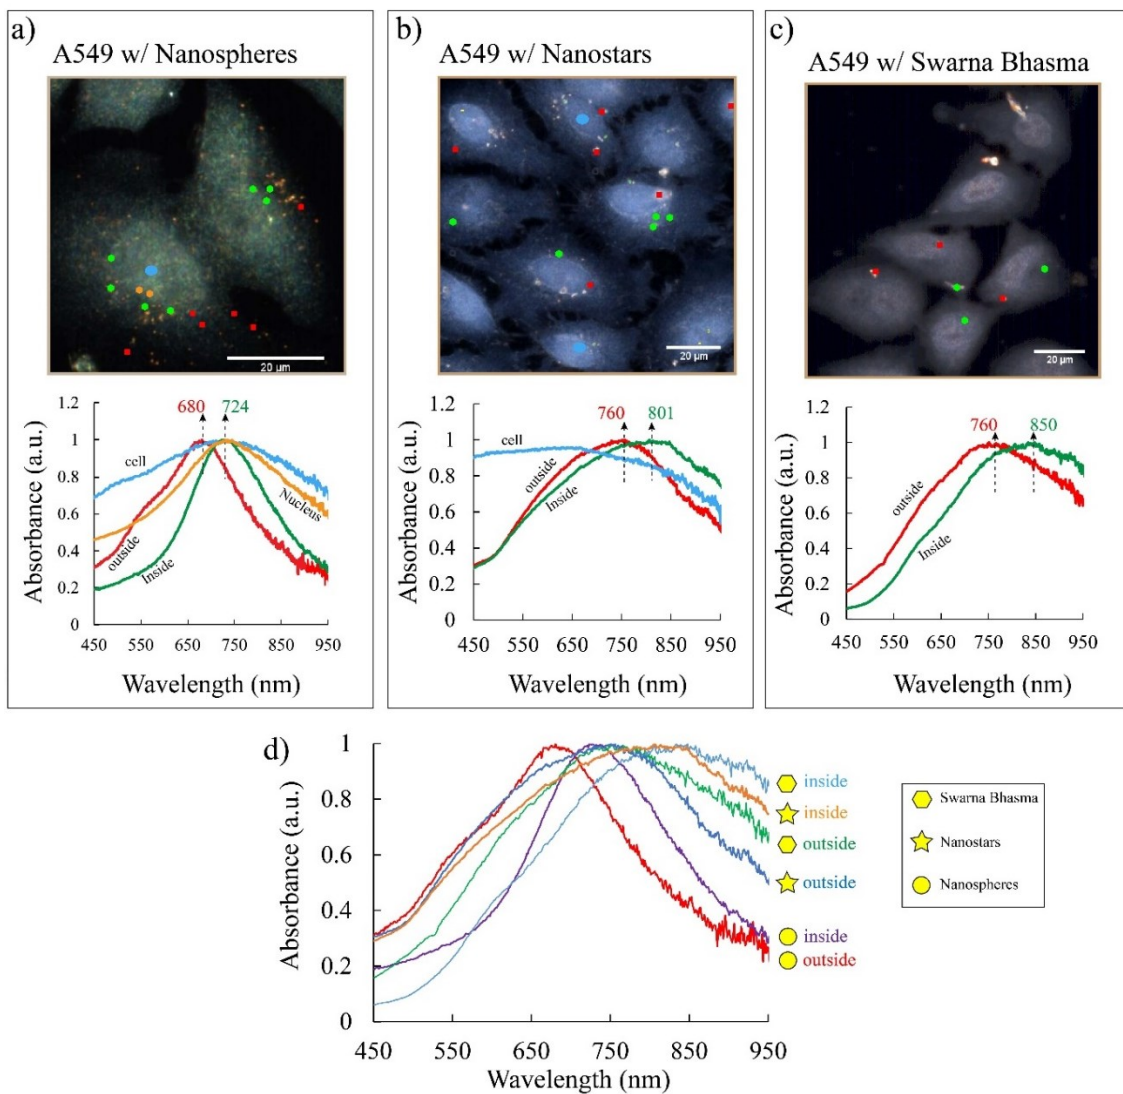 a)
A549 w/ Nanospheres
20 μm
1.2
1
0.8
0.6
0.4
0.2
0
680
724
cell
Nucleus
outside
Inside
Absorbance (a.u.)
450
550
650
750
850
950
Wavelength (nm)
b)
A549 w/ Nanostars
20 μm
1.2
1
0.8
0.6
0.4
0.2
0
760
801
cell
outside
Inside
Absorbance (a.u.)
450
550
650
750
850
950
Wavelength (nm)
c)
A549 w/ Swarna Bhasma
20 μm
1.2
1
0.8
0.6
0.4
0.2
0
760
850
outside
Inside
Absorbance (a.u.)
450
550
650
750
850
950
Wavelength (nm)
d)
1
0.8
0.6
0.4
0.2
0
Absorbance (a.u.)
450
550
650
750
850
950
Wavelength (nm)
inside
inside
outside
outside
inside
outside
Swarna Bhasma
Nanostars
Nanospheres